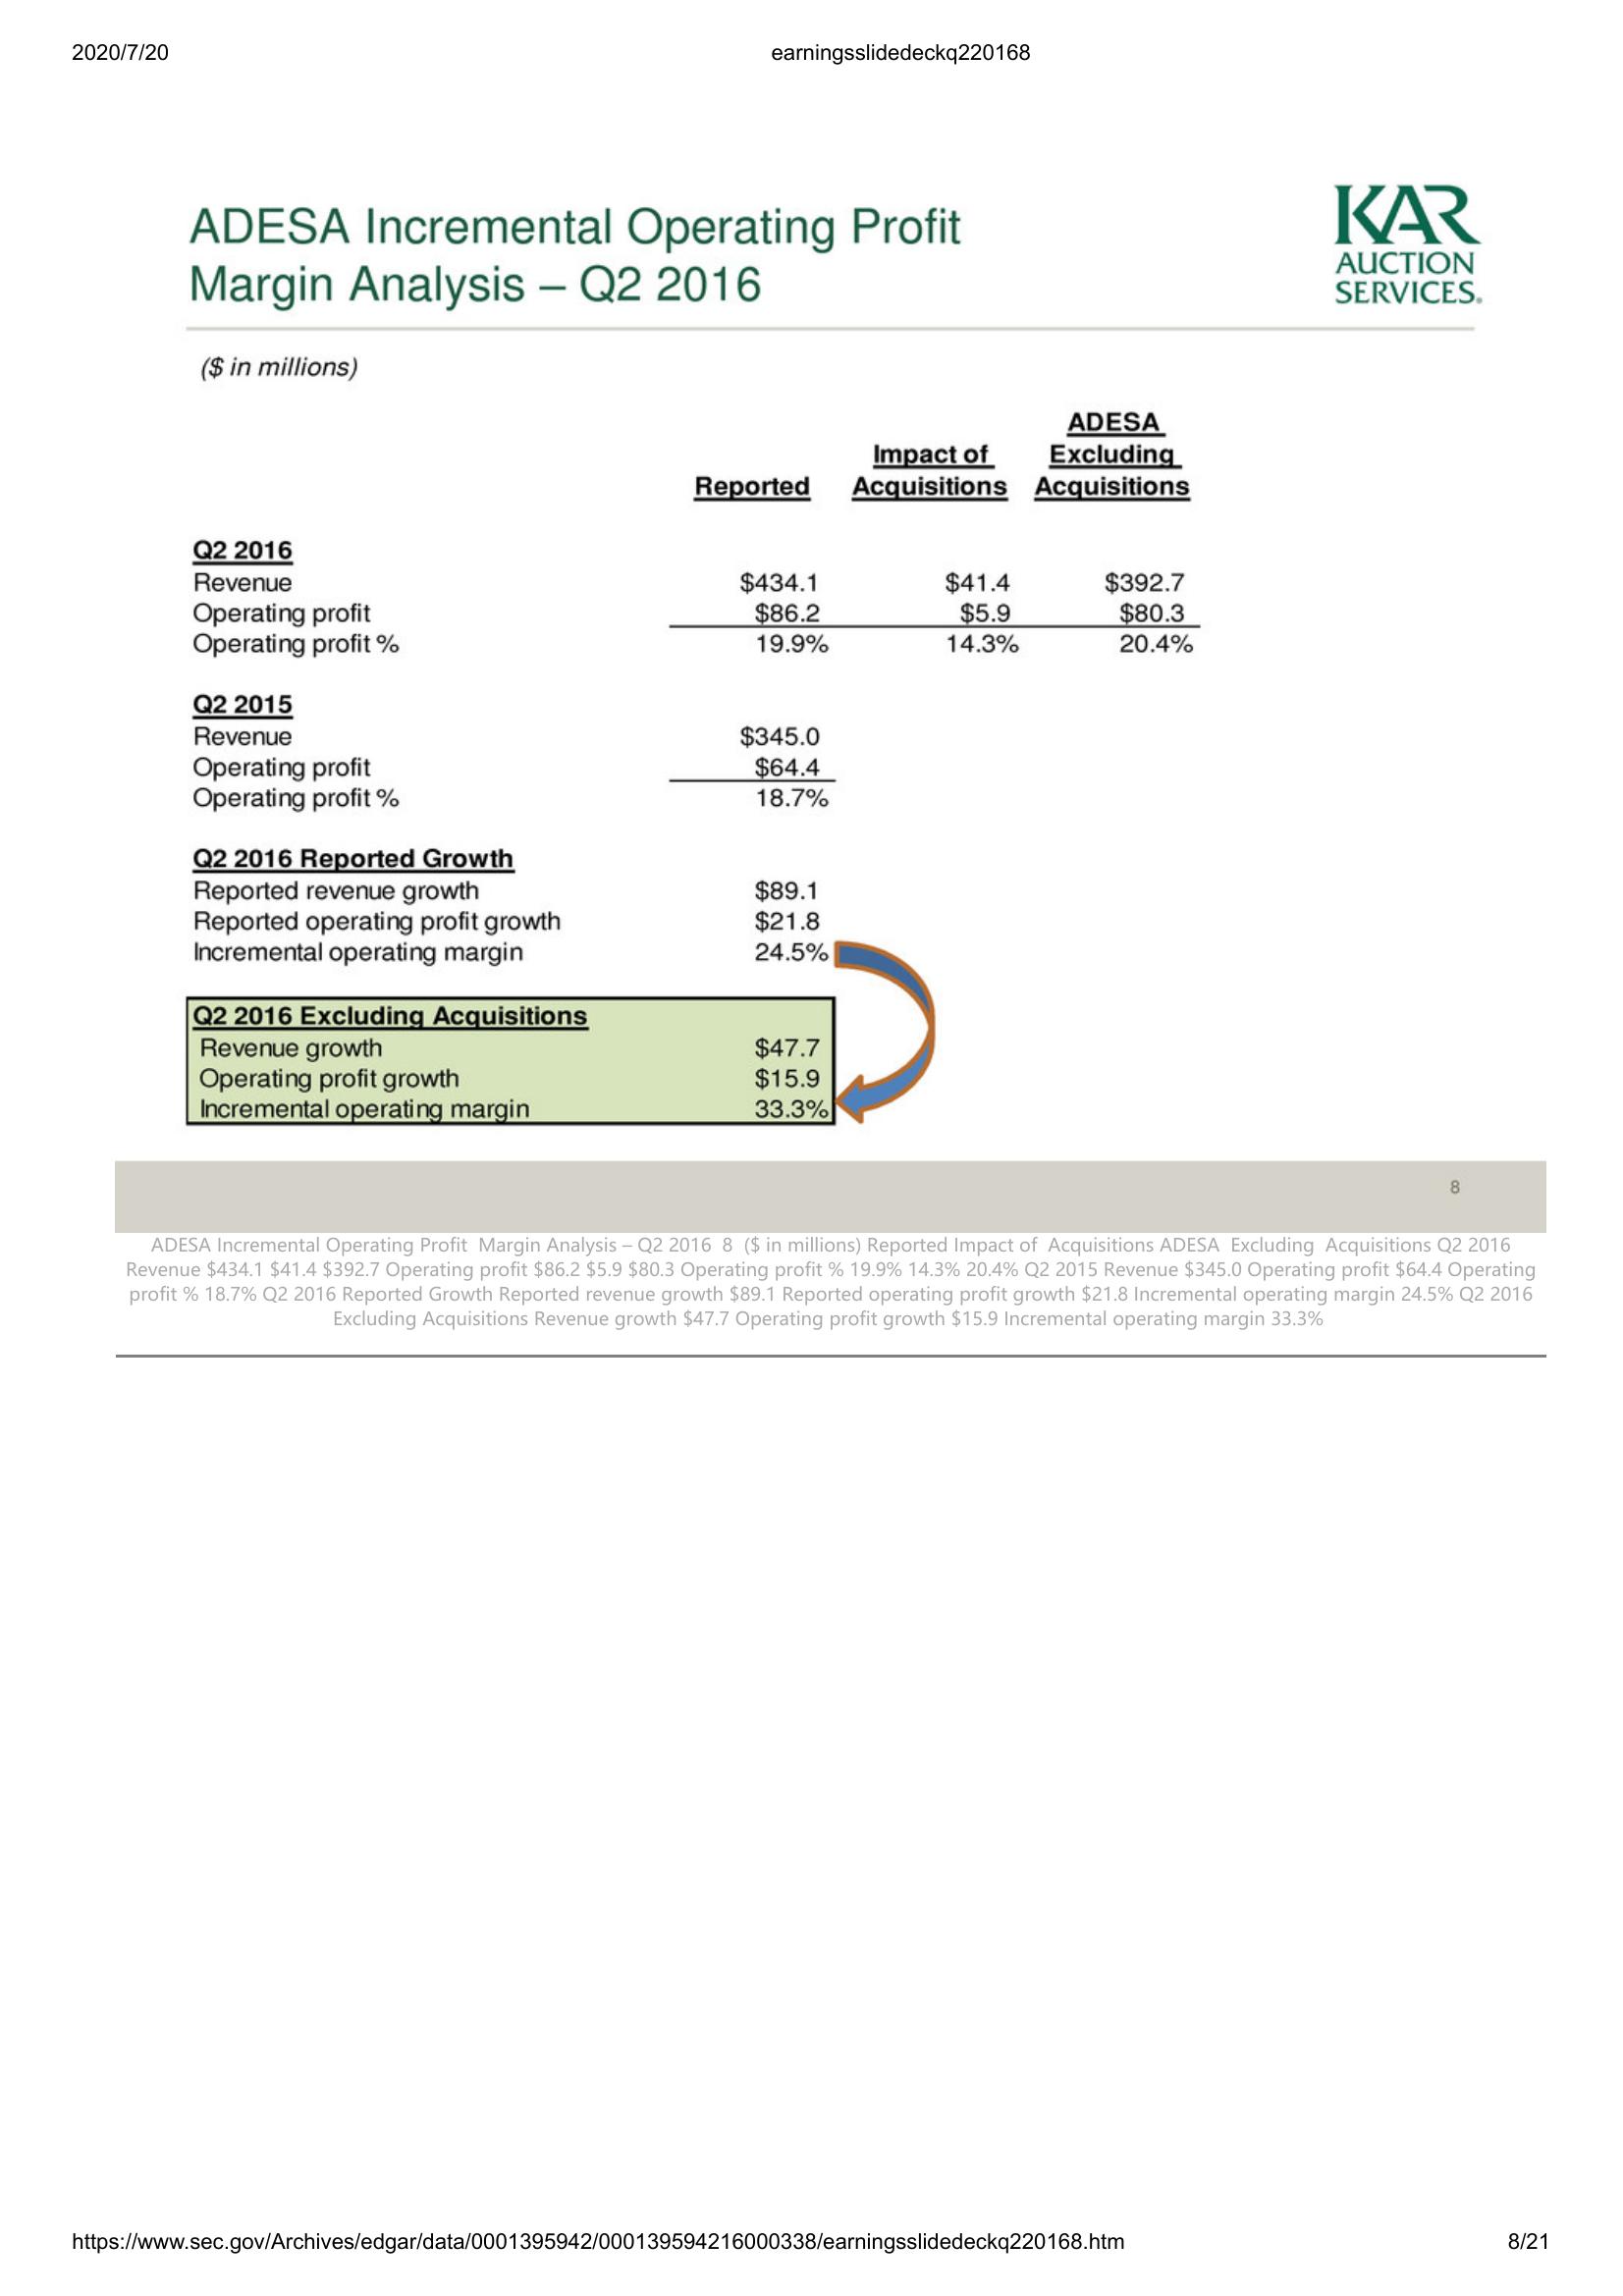 2020/7/20 earningsslidedeckq220168
ADESA Incremental Operating Profit
Margin Analysis – Q2 2016
KAR
AUCTION
SERVICES.
($ in millions)
ADESA
Impact of Excluding
Reported Acquisitions Acquisitions
Q2 2016
Revenue $434.1 $41.4 $392.7
Operating profit $86.2 $5.9 $80.3
Operating profit % 19.9% 14.3% 20.4%
Q2 2015
Revenue $345.0
Operating profit $64.4
Operating profit % 18.7%
Q2 2016 Reported Growth
Reported revenue growth $89.1
Reported operating profit growth $21.8
Incremental operating margin 24.5%
Q2 2016 Excluding Acquisitions
Revenue growth $47.7
Operating profit growth $15.9
Incremental operating margin 33.3%
8
ADESA Incremental Operating Profit Margin Analysis – Q2 2016 8 ($ in millions) Reported Impact of Acquisitions ADESA Excluding Acquisitions Q2 2016
Revenue $434.1 $41.4 $392.7 Operating profit $86.2 $5.9 $80.3 Operating profit % 19.9% 14.3% 20.4% Q2 2015 Revenue $345.0 Operating profit $64.4 Operating
profit % 18.7% Q2 2016 Reported Growth Reported revenue growth $89.1 Reported operating profit growth $21.8 Incremental operating margin 24.5% Q2 2016
Excluding Acquisitions Revenue growth $47.7 Operating profit growth $15.9 Incremental operating margin 33.3%
https://www.sec.gov/Archives/edgar/data/0001395942/000139594216000338/earningsslidedeckq220168.htm 8/21